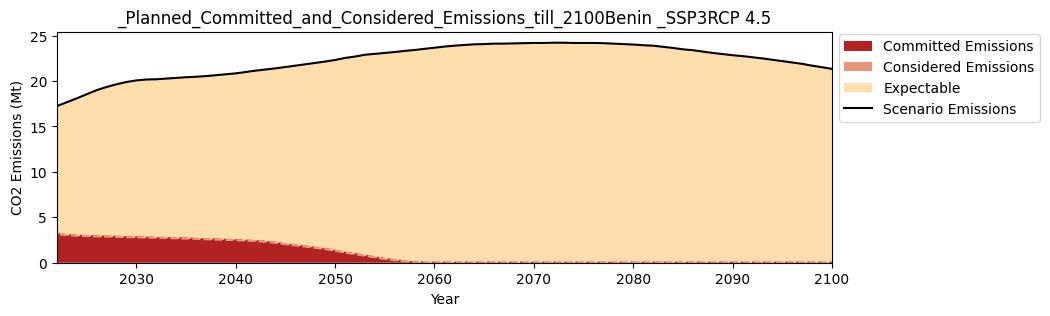 _Planned_Committed_and_Considered_Emissions_till_2100Benin _SSP3RCP 4.5
25
20
15
10
5
0
CO2 Emissions (Mt)
2030
2040
2050
2060
2070
2080
2090
2100
Year
Committed Emissions
Considered Emissions
Expectable
Scenario Emissions